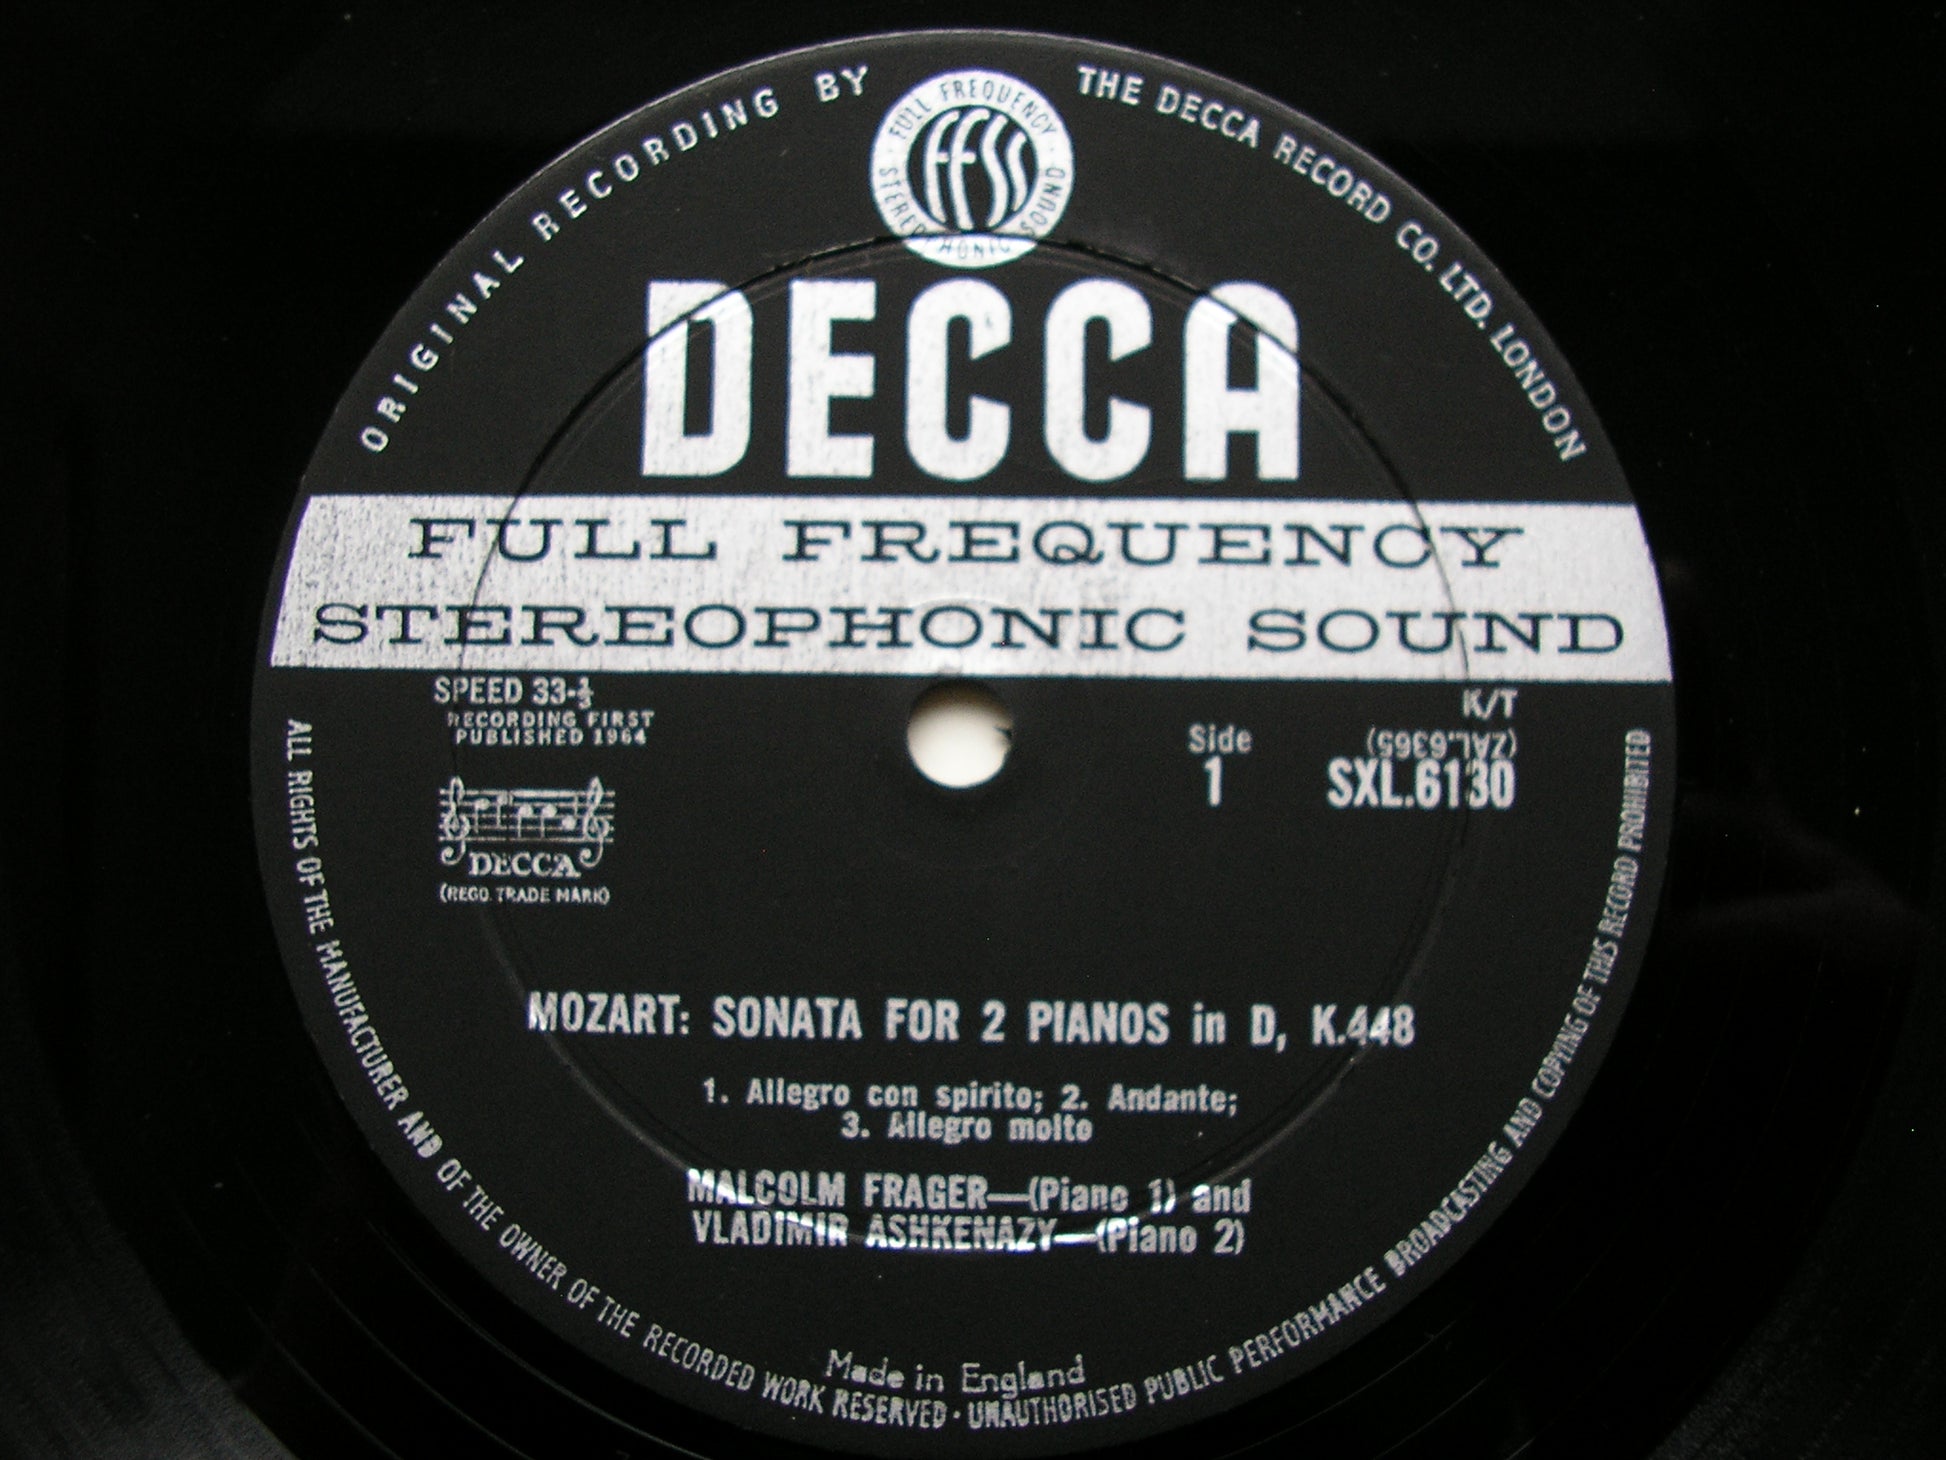 ORIGINAL RECORDING BY THE DECCA RECORD CO. LTD. LONDON
FULL FREQUENCY STEREOPHONIC SOUND
FFSS
DECCA
FULL FREQUENCY
STEREOPHONIC SOUND
SPEED 33-⅓
RECORDING FIRST
PUBLISHED 1964
K/T
Side
1
(ZAL.6365)
SXL.6130
DECCA
(REGD. TRADE MARK)
MOZART: SONATA FOR 2 PIANOS in D, K.448
1. Allegro con spirito; 2. Andante;
3. Allegro molto
MALCOLM FRAGER—(Piano 1) and
VLADIMIR ASHKENAZY—(Piano 2)
Made in England
ALL RIGHTS OF THE MANUFACTURER AND OF THE OWNER OF THE RECORDED WORK RESERVED · UNAUTHORISED PUBLIC PERFORMANCE BROADCASTING AND COPYING OF THIS RECORD PROHIBITED